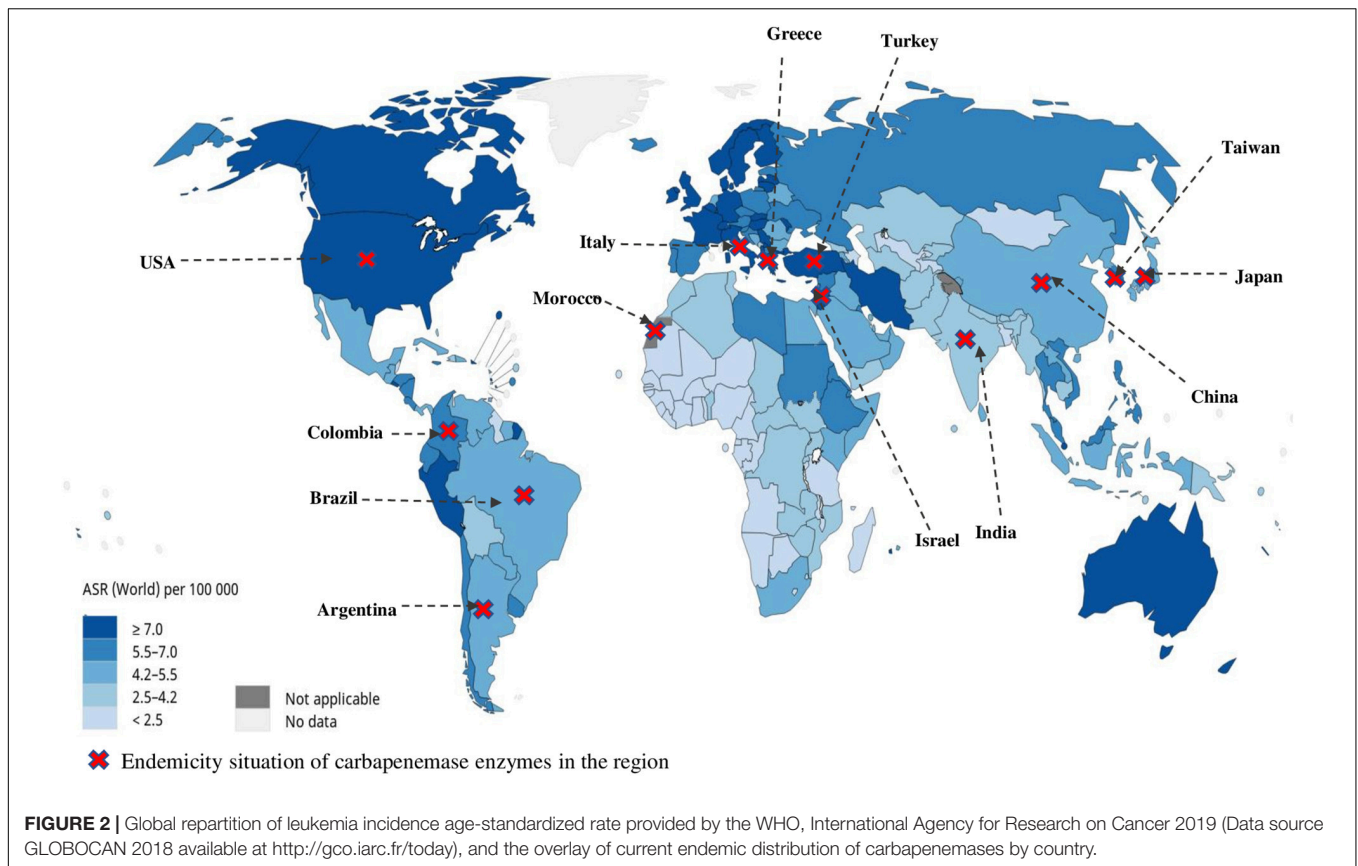 Greece
Turkey
Taiwan
Italy
USA
Japan
Morocco
China
Colombia
Brazil
Israel
India
ASR (World) per 100 000
≥ 7.0
5.5–7.0
4.2–5.5
2.5–4.2
< 2.5
Argentina
Not applicable
No data
Endemicity situation of carbapenemase enzymes in the region
FIGURE 2 | Global repartition of leukemia incidence age-standardized rate provided by the WHO, International Agency for Research on Cancer 2019 (Data source
GLOBOCAN 2018 available at http://gco.iarc.fr/today), and the overlay of current endemic distribution of carbapenemases by country.